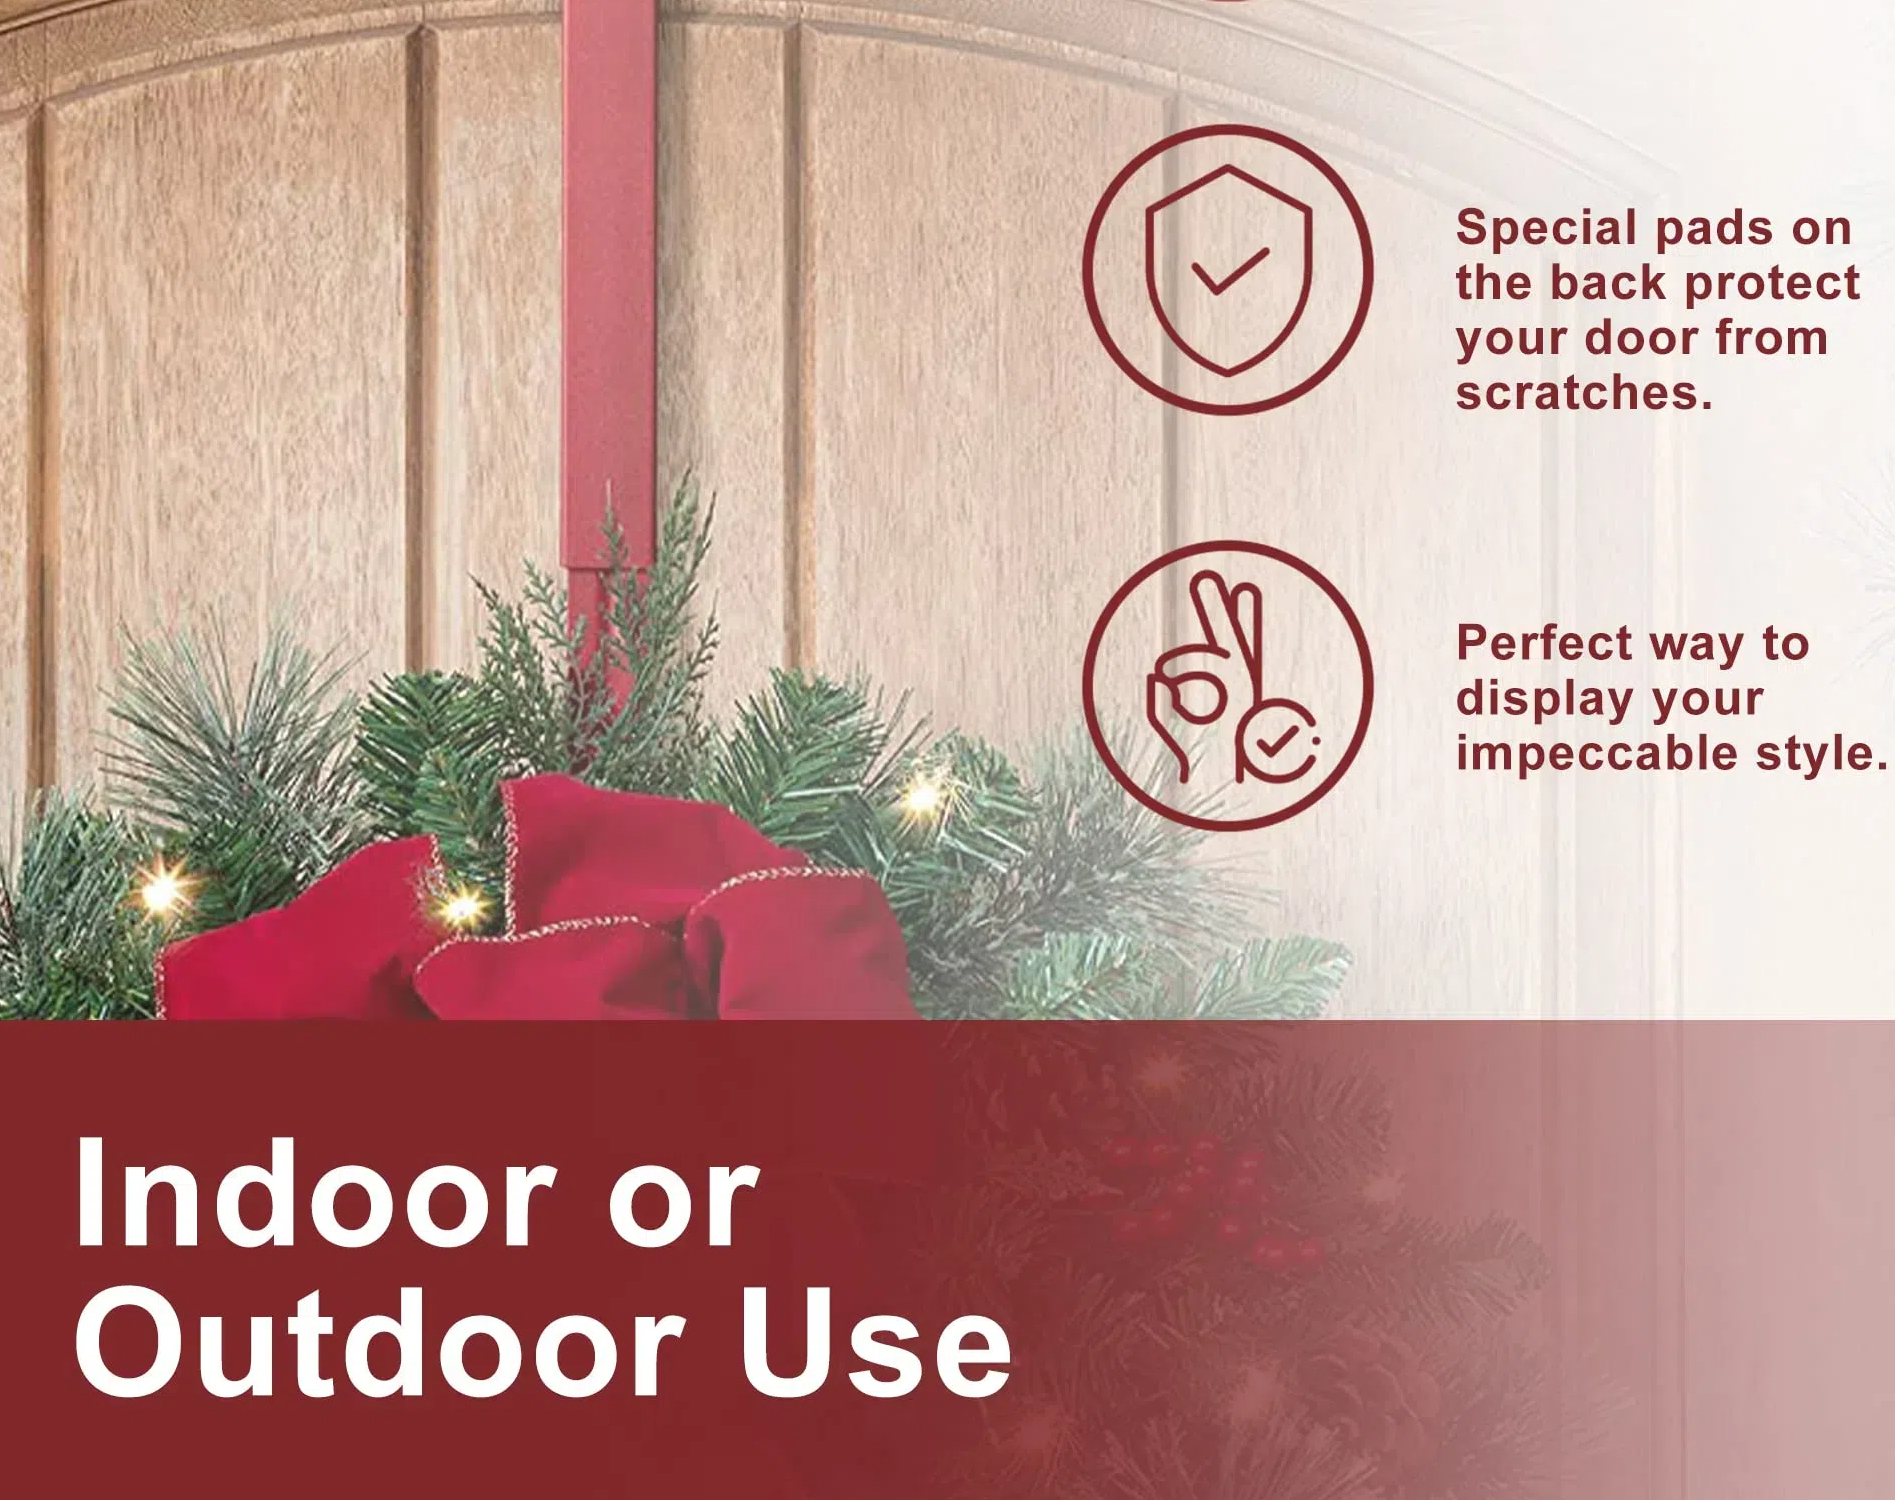 Special pads on
the back protect
your door from
scratches.
Perfect way to
display your
impeccable style.
Indoor or
Outdoor Use